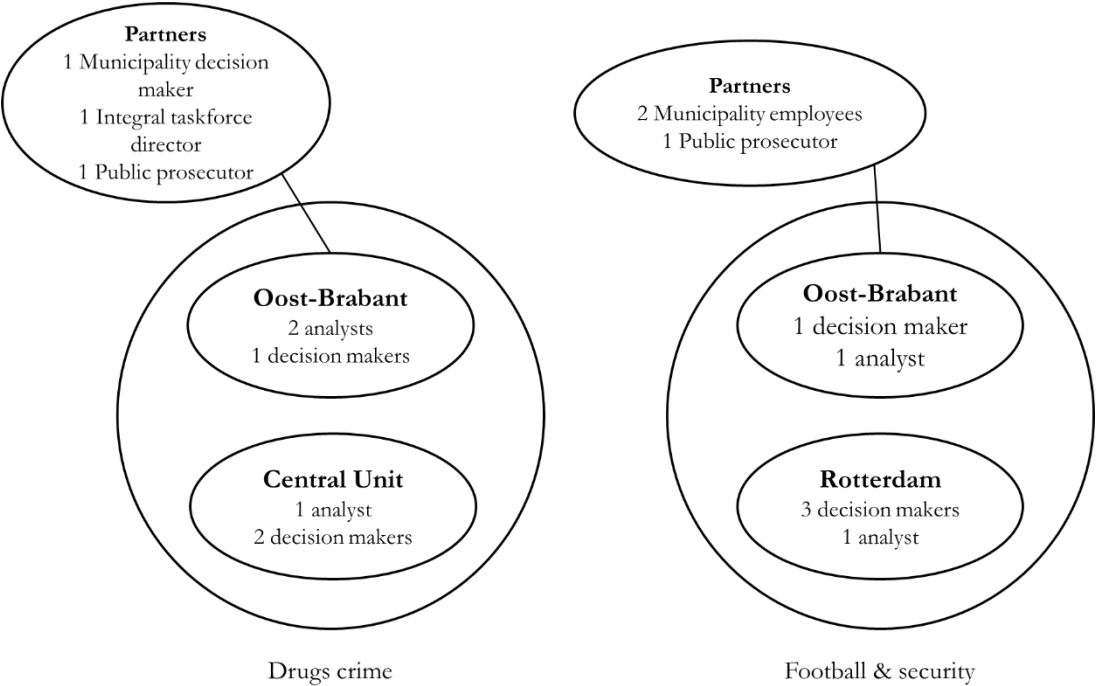 Partners
1 Municipality decision
maker
1 Integral taskforce
director
1 Public prosecutor
Oost-Brabant
2 analysts
1 decision makers
Central Unit
1 analyst
2 decision makers
Drugs crime
Partners
2 Municipality employees
1 Public prosecutor
Oost-Brabant
1 decision maker
1 analyst
Rotterdam
3 decision makers
1 analyst
Football & security